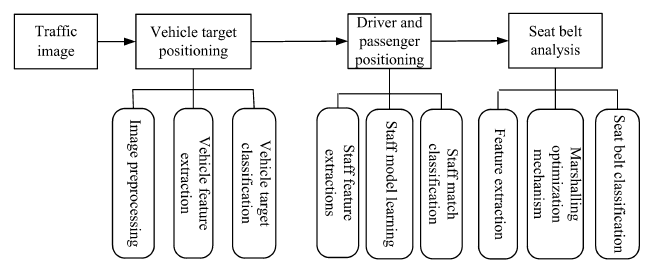 Traffic
image
Vehicle target
positioning
Driver and
passenger
positioning
Seat belt
analysis
Image preprocessing
Vehicle feature
extraction
Vehicle target
classification
Staff feature
extractions
Staff model learning
Staff match
classification
Feature extraction
Marshalling
optimization
mechanism
Seat belt classification